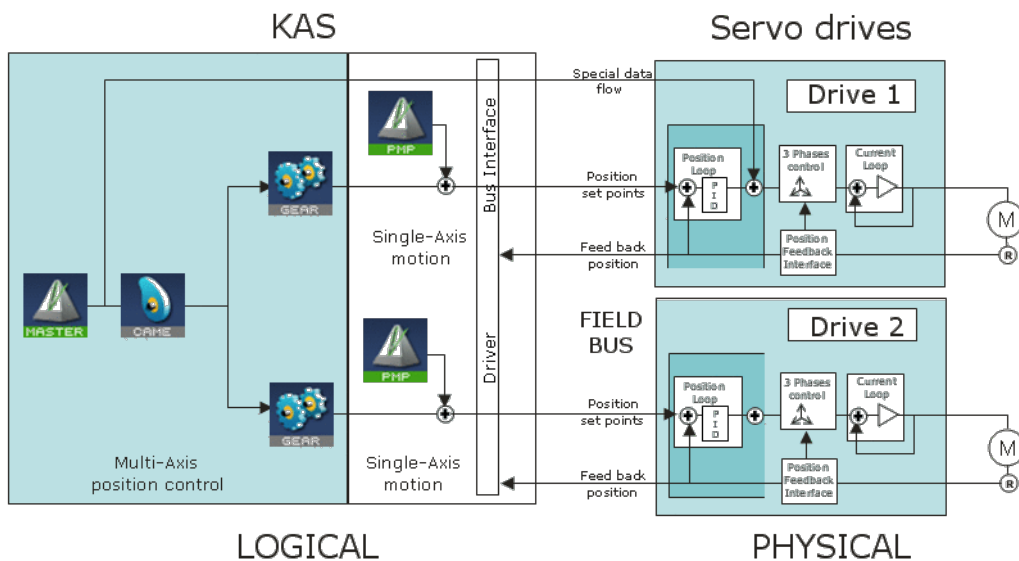 KAS
Servo drives
Special data
flow
Drive 1
PMP
Bus Interface
Position
Loop
P
I
D
3 Phases
control
Current
Loop
GEAR
Position
set points
M
Single-Axis
motion
Feed back
position
Position
Feedback
Interface
R
MASTER
CAME
FIELD
BUS
Drive 2
PMP
Driver
Position
Loop
P
I
D
3 Phases
control
Current
Loop
GEAR
Position
set points
M
Multi-Axis
position control
Single-Axis
motion
Feed back
position
Position
Feedback
Interface
R
LOGICAL
PHYSICAL